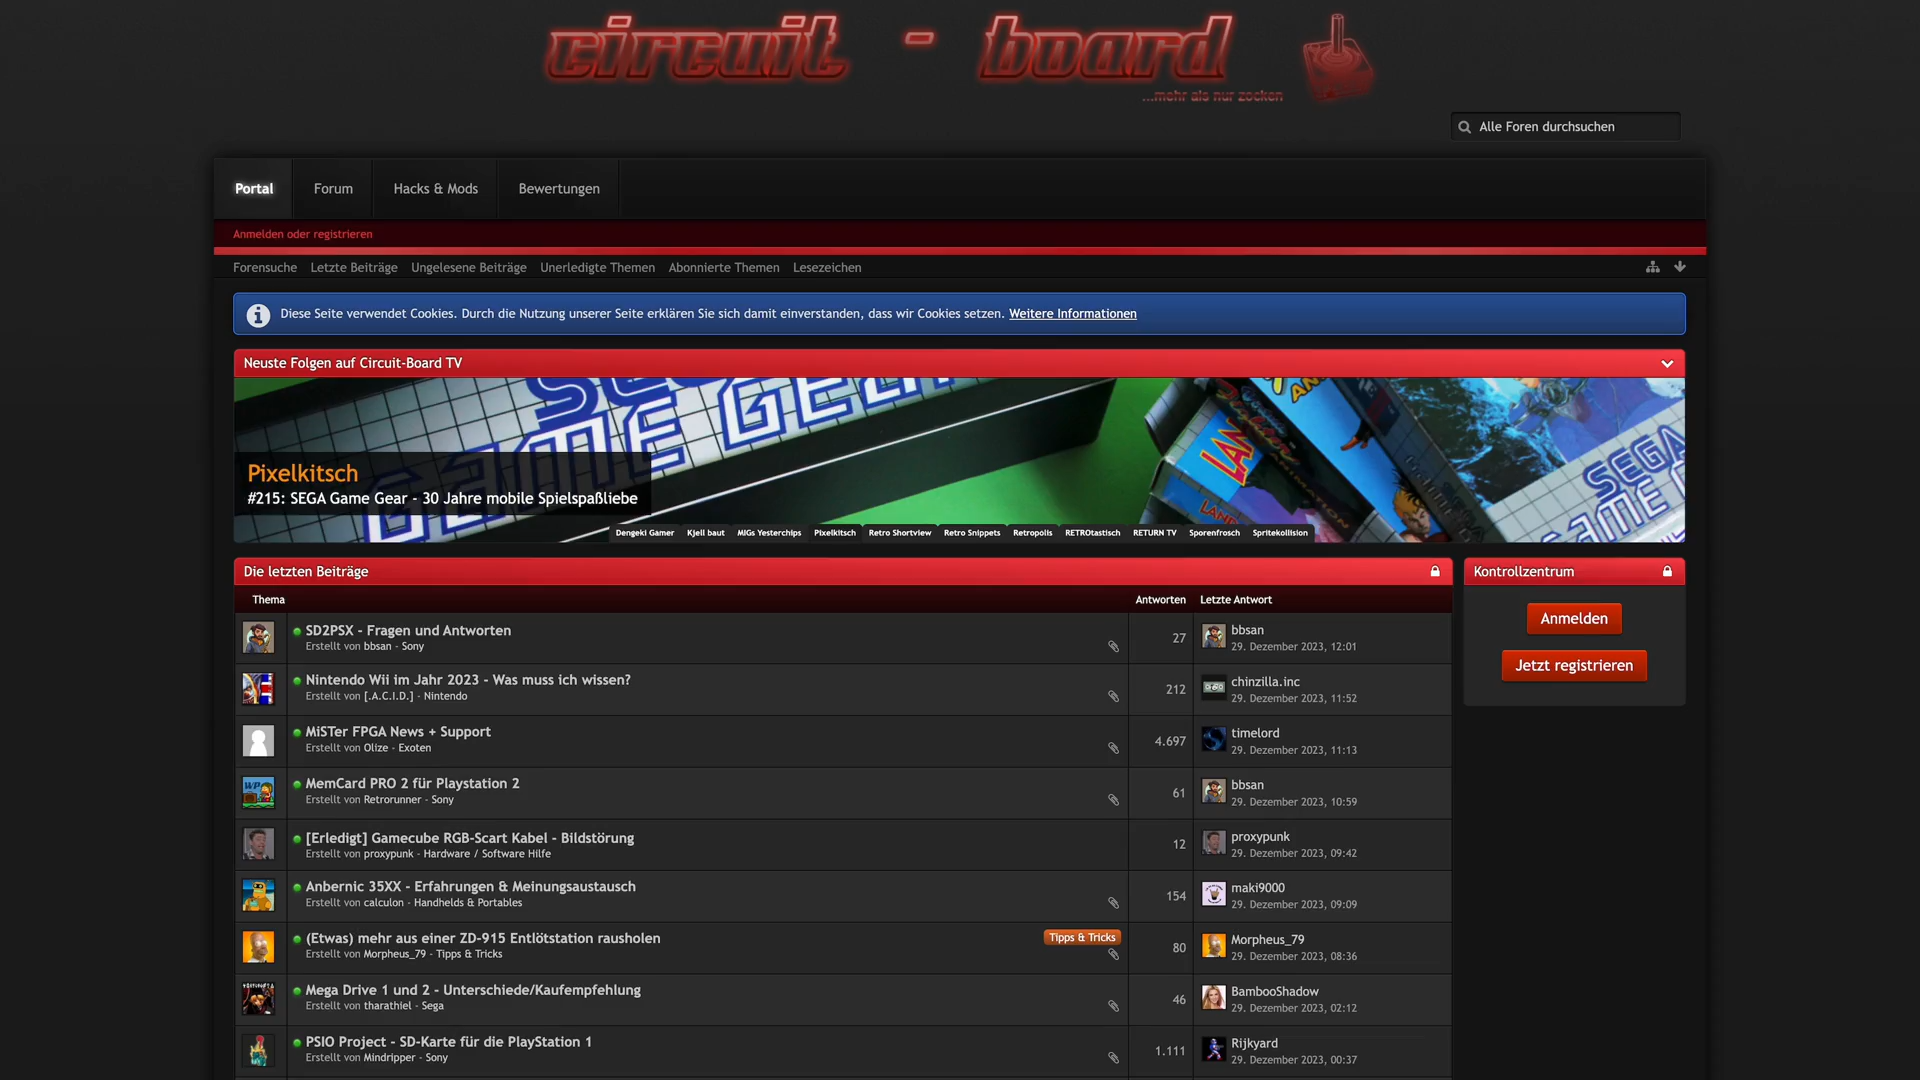 circuit - board
...mehr als nur zocken
Alle Foren durchsuchen
Portal
Forum
Hacks & Mods
Bewertungen
Anmelden oder registrieren
Forensuche
Letzte Beiträge
Ungelesene Beiträge
Unerledigte Themen
Abonnierte Themen
Lesezeichen
Diese Seite verwendet Cookies. Durch die Nutzung unserer Seite erklären Sie sich damit einverstanden, dass wir Cookies setzen. Weitere Informationen
Neuste Folgen auf Circuit-Board TV
GAME GEAR
SEGA
Pixelkitsch
#215: SEGA Game Gear - 30 Jahre mobile Spielspaßliebe
Dengeki Gamer
Kjell baut
MIGs Yesterchips
Pixelkitsch
Retro Shortview
Retro Snippets
Retropolis
RETROtastisch
RETURN TV
Sporenfrosch
Spritekollision
Die letzten Beiträge
Thema
Antworten
Letzte Antwort
SD2PSX - Fragen und Antworten
Erstellt von bbsan - Sony
27
bbsan
29. Dezember 2023, 12:01
Nintendo Wii im Jahr 2023 - Was muss ich wissen?
Erstellt von [.A.C.I.D.] - Nintendo
212
chinzilla.inc
29. Dezember 2023, 11:52
MiSTer FPGA News + Support
Erstellt von Olize - Exoten
4.697
timelord
29. Dezember 2023, 11:13
MemCard PRO 2 für Playstation 2
Erstellt von Retrorunner - Sony
61
bbsan
29. Dezember 2023, 10:59
[Erledigt] Gamecube RGB-Scart Kabel - Bildstörung
Erstellt von proxypunk - Hardware / Software Hilfe
12
proxypunk
29. Dezember 2023, 09:42
Anbernic 35XX - Erfahrungen & Meinungsaustausch
Erstellt von calculon - Handhelds & Portables
154
maki9000
29. Dezember 2023, 09:09
(Etwas) mehr aus einer ZD-915 Entlötstation rausholen
Tipps & Tricks
Erstellt von Morpheus_79 - Tipps & Tricks
80
Morpheus_79
29. Dezember 2023, 08:36
Mega Drive 1 und 2 - Unterschiede/Kaufempfehlung
Erstellt von tharathiel - Sega
46
BambooShadow
29. Dezember 2023, 02:12
PSIO Project - SD-Karte für die PlayStation 1
Erstellt von Mindripper - Sony
1.111
Rijkyard
29. Dezember 2023, 00:37
Kontrollzentrum
Anmelden
Jetzt registrieren